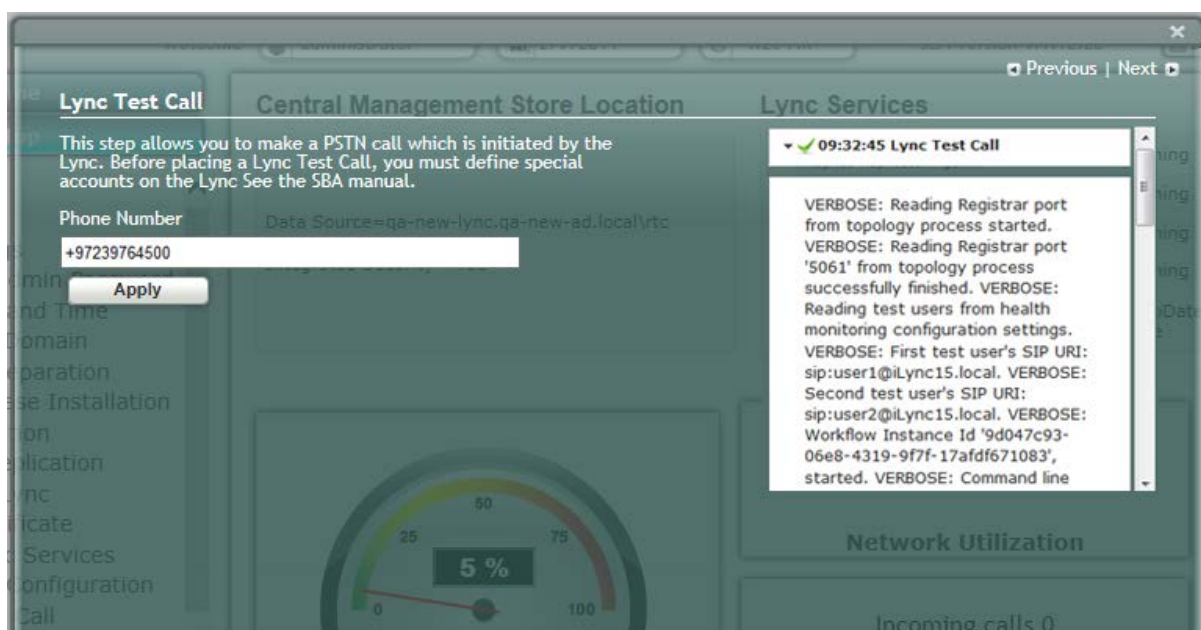 Previous | Next
Lync Test Call
This step allows you to make a PSTN call which is initiated by the
Lync. Before placing a Lync Test Call, you must define special
accounts on the Lync See the SBA manual.
Phone Number
+97239764500
Apply
09:32:45 Lync Test Call
VERBOSE: Reading Registrar port
from topology process started.
VERBOSE: Reading Registrar port
'5061' from topology process
successfully finished. VERBOSE:
Reading test users from health
monitoring configuration settings.
VERBOSE: First test user's SIP URI:
sip:user1@iLync15.local. VERBOSE:
Second test user's SIP URI:
sip:user2@iLync15.local. VERBOSE:
Workflow Instance Id '9d047c93-
06e8-4319-9f7f-17afdf671083',
started. VERBOSE: Command line
Central Management Store Location
Lync Services
Data Source=qa-new-lync.qa-new-ad.local\rtc
and Time
Domain
Installation
Services
Configuration
Call
0
25
50
75
100
5 %
Network Utilization
Incoming calls 0